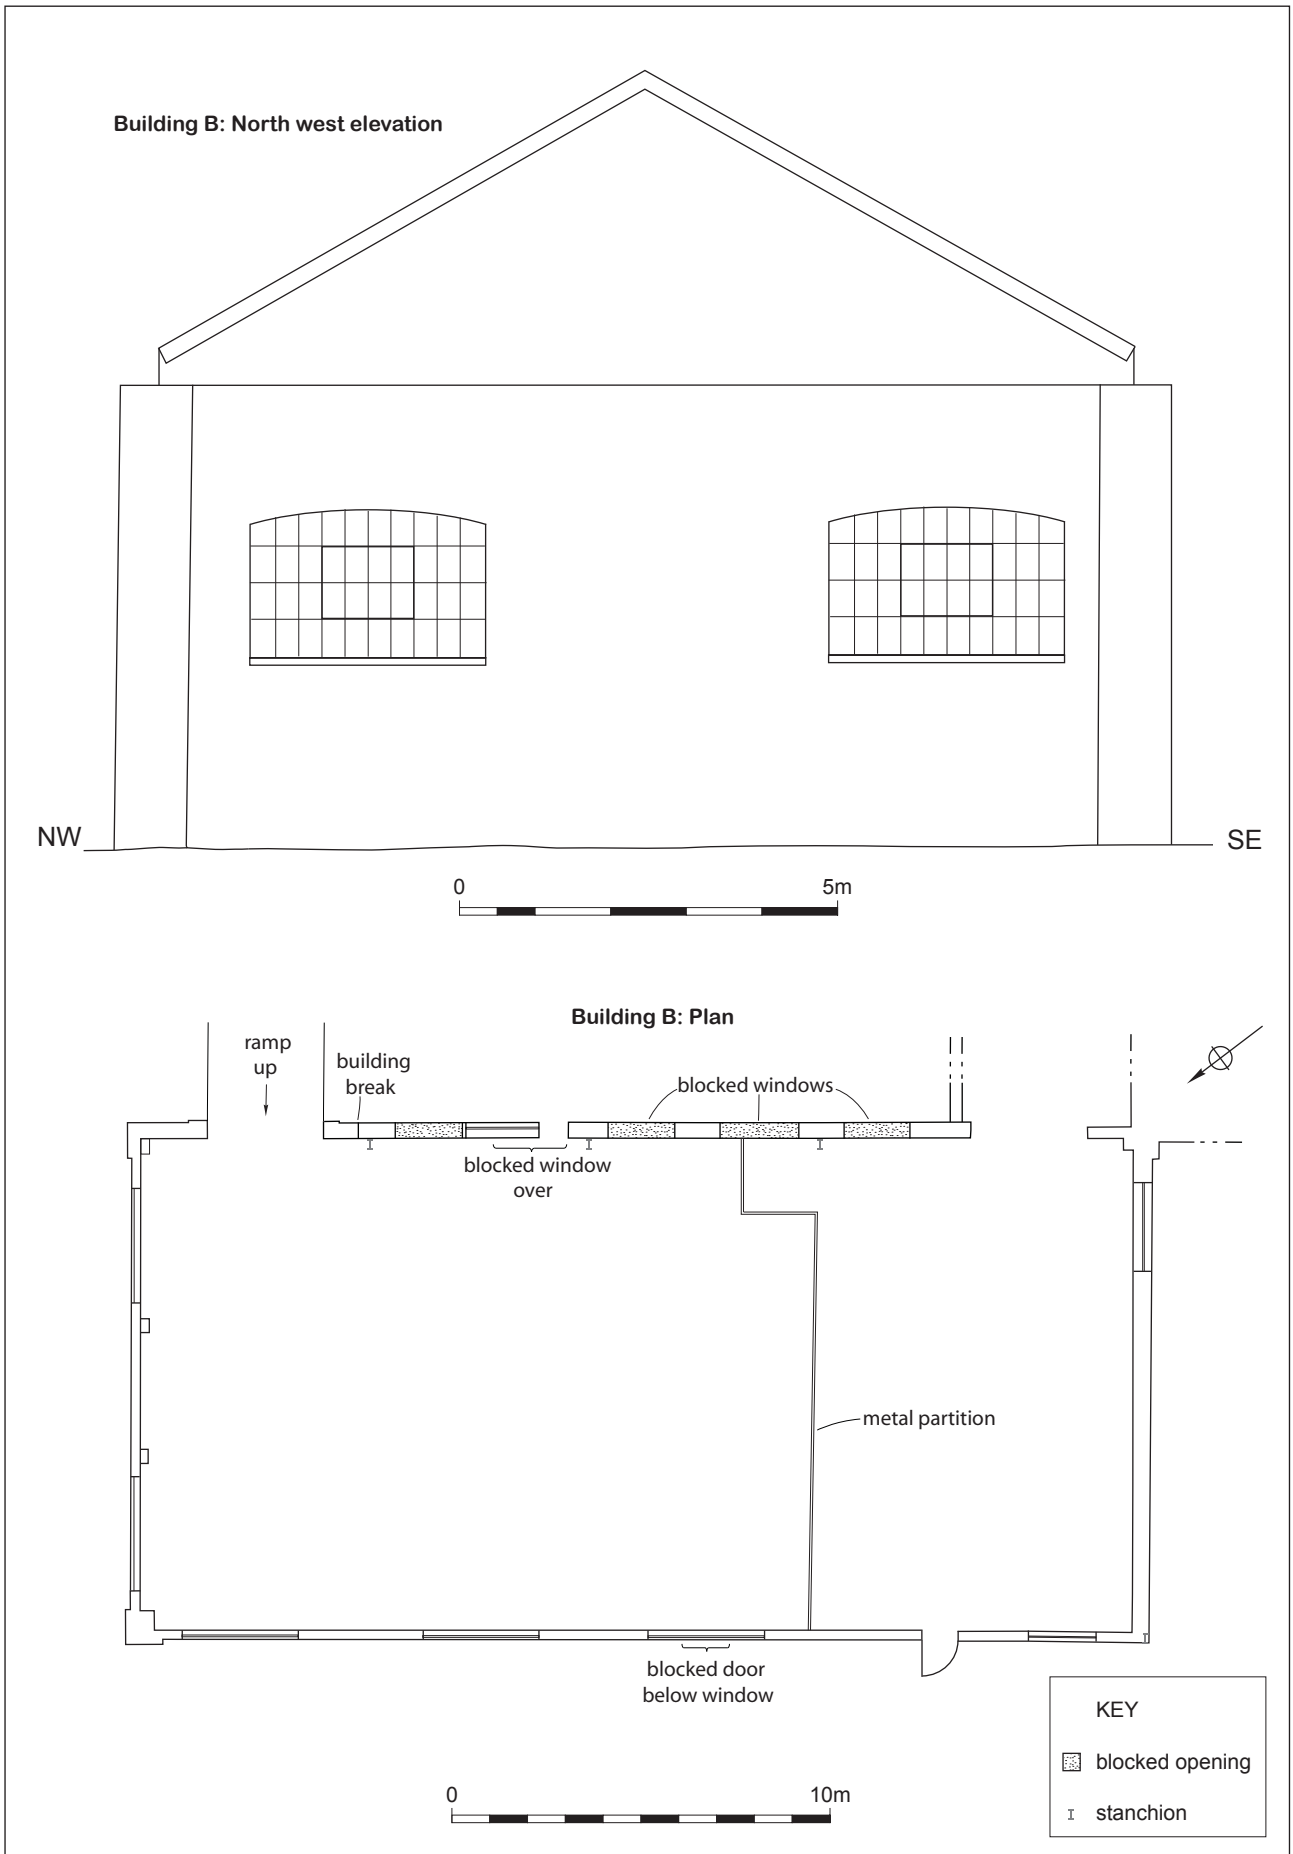 Building B: North west elevation
NW
SE
0
5m
Building B: Plan
ramp
up
building
break
blocked windows
blocked window
over
metal partition
blocked door
below window
KEY
blocked opening
stanchion
0
10m